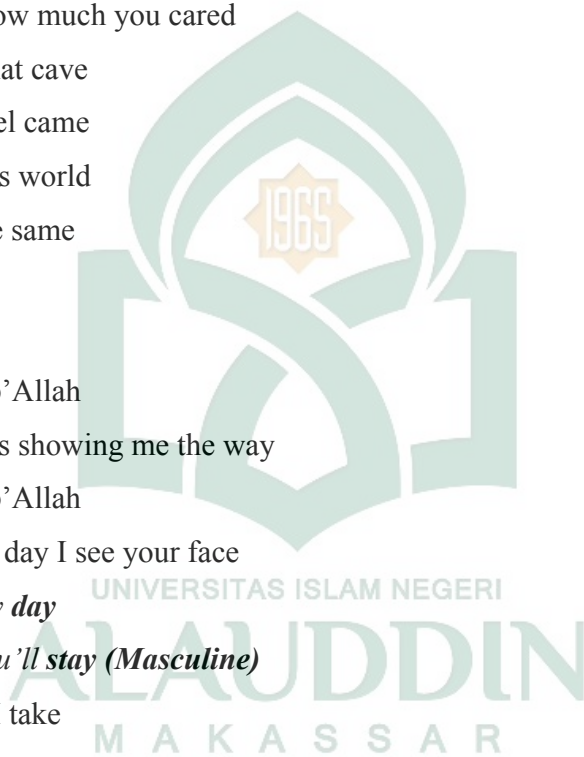 ow much you cared
at cave
el came
s world
e same
1965
o’Allah
s showing me the way
o’Allah
day I see your face
day
UNIVERSITAS ISLAM NEGERI
u’ll stay (Masculine)
ALAUDDIN
take
MAKASSAR